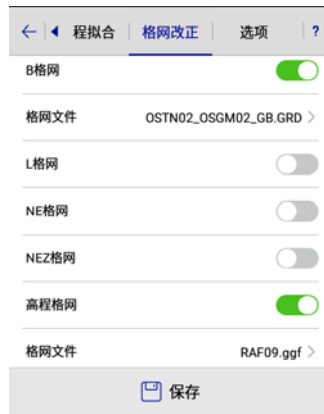 程拟合 格网改正 选项 ?
B格网
格网文件 OSTN02_OSGM02_GB.GRD
L格网
NE格网
NEZ格网
高程格网
格网文件 RAF09.ggf
保存